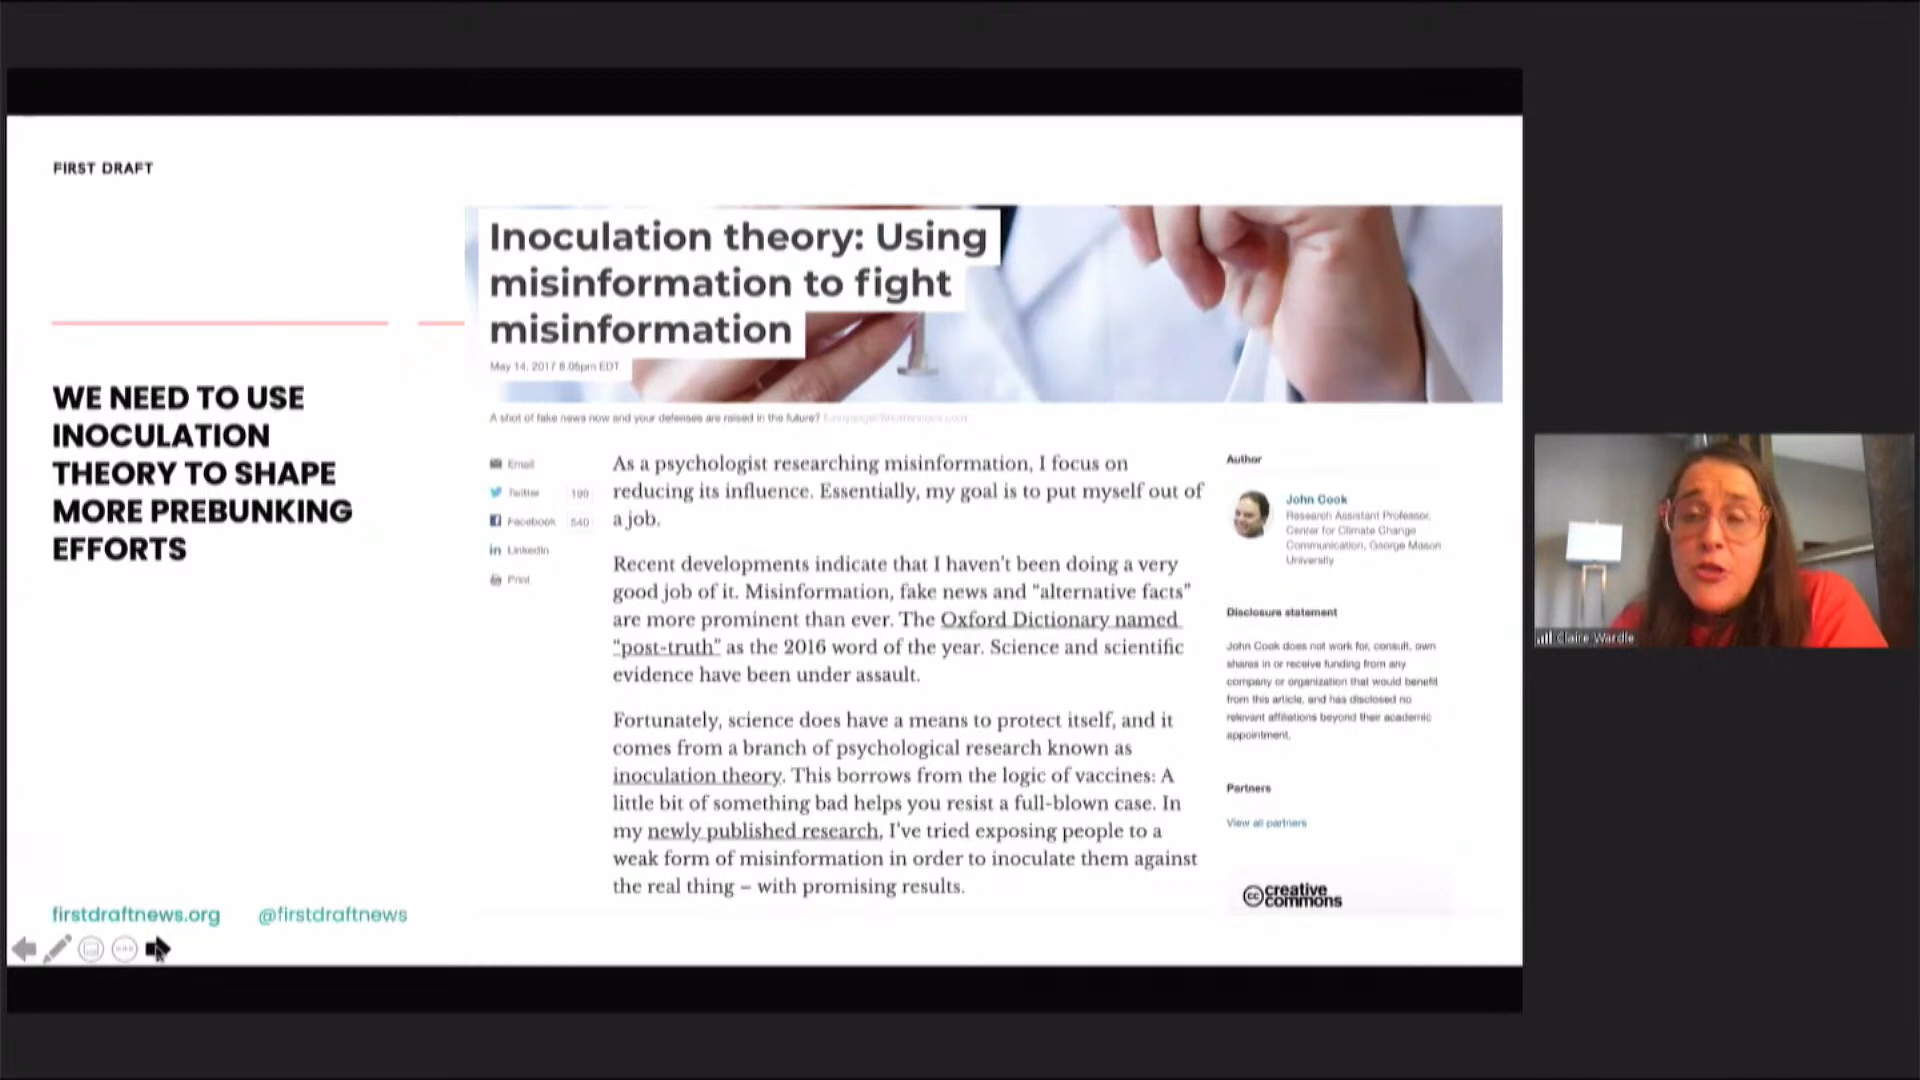 FIRST DRAFT
WE NEED TO USE
INOCULATION
THEORY TO SHAPE
MORE PREBUNKING
EFFORTS
firstdraftnews.org @firstdraftnews
Inoculation theory: Using
misinformation to fight
misinformation
May 14, 2017 8.05pm EDT
A shot of fake news now and your defenses are raised in the future?
Email
Twitter 190
Facebook 540
LinkedIn
Print
As a psychologist researching misinformation, I focus on
reducing its influence. Essentially, my goal is to put myself out of
a job.
Recent developments indicate that I haven't been doing a very
good job of it. Misinformation, fake news and “alternative facts”
are more prominent than ever. The Oxford Dictionary named
“post-truth” as the 2016 word of the year. Science and scientific
evidence have been under assault.
Fortunately, science does have a means to protect itself, and it
comes from a branch of psychological research known as
inoculation theory. This borrows from the logic of vaccines: A
little bit of something bad helps you resist a full-blown case. In
my newly published research, I've tried exposing people to a
weak form of misinformation in order to inoculate them against
the real thing – with promising results.
Author
John Cook
Research Assistant Professor,
Center for Climate Change
Communication, George Mason
University
Disclosure statement
John Cook does not work for, consult, own
shares in or receive funding from any
company or organization that would benefit
from this article, and has disclosed no
relevant affiliations beyond their academic
appointment.
Partners
View all partners
cc creative
commons
Claire Wardle